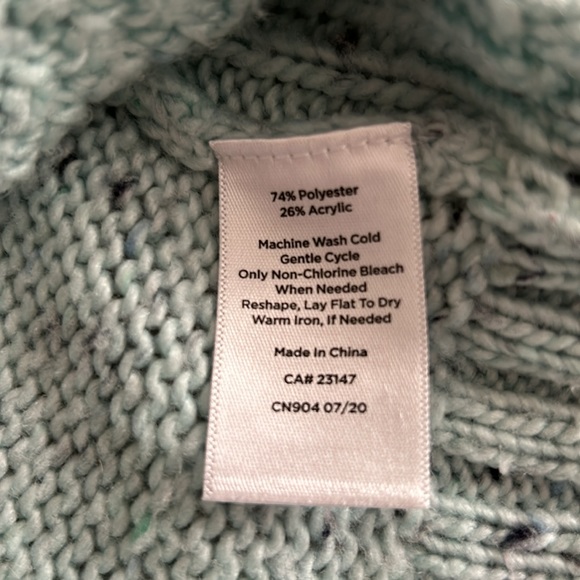 74% Polyester
26% Acrylic
Machine Wash Cold
Gentle Cycle
Only Non-Chlorine Bleach
When Needed
Reshape, Lay Flat To Dry
Warm Iron, If Needed
Made In China
CA# 23147
CN904 07/20